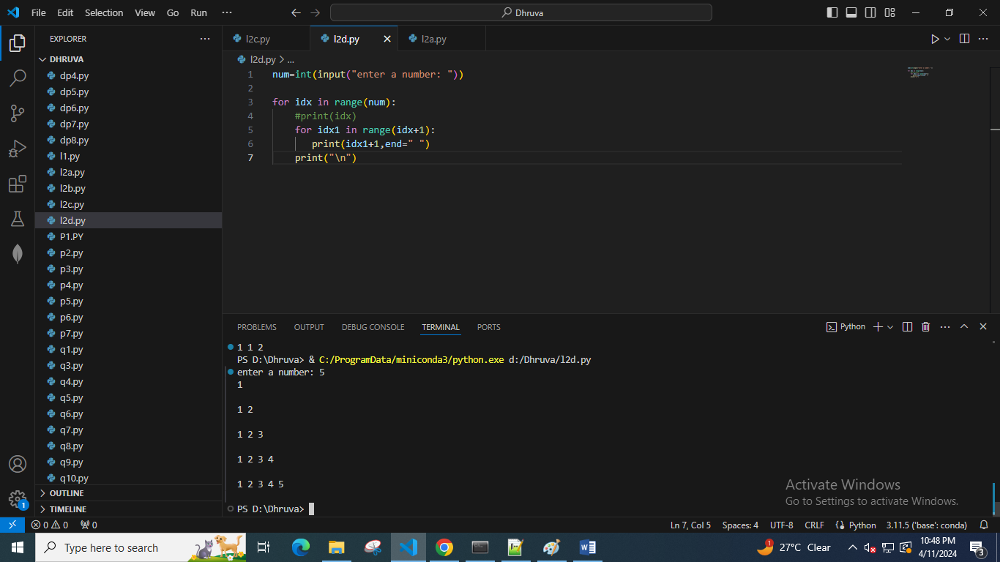 File Edit Selection View Go Run ··· Dhruva
EXPLORER ···
DHRUVA
dp4.py
dp5.py
dp6.py
dp7.py
dp8.py
l1.py
l2a.py
l2b.py
l2c.py
l2d.py
P1.PY
p2.py
p3.py
p4.py
p5.py
p6.py
p7.py
q1.py
q3.py
q4.py
q5.py
q6.py
q7.py
q8.py
q9.py
q10.py
OUTLINE
TIMELINE
1
l2c.py l2d.py l2a.py
l2d.py > ...
1 num=int(input("enter a number: "))
2
3 for idx in range(num):
4 #print(idx)
5 for idx1 in range(idx+1):
6 print(idx1+1,end=" ")
7 print("\n")
PROBLEMS OUTPUT DEBUG CONSOLE TERMINAL PORTS Python
1 1 2
PS D:\Dhruva> & C:/ProgramData/miniconda3/python.exe d:/Dhruva/l2d.py
enter a number: 5
1
1 2
1 2 3
1 2 3 4
1 2 3 4 5
PS D:\Dhruva>
Activate Windows
Go to Settings to activate Windows.
0 0 0 Ln 7, Col 5 Spaces: 4 UTF-8 CRLF Python 3.11.5 ('base': conda)
Type here to search 1 27°C Clear 10:48 PM
4/11/2024 3